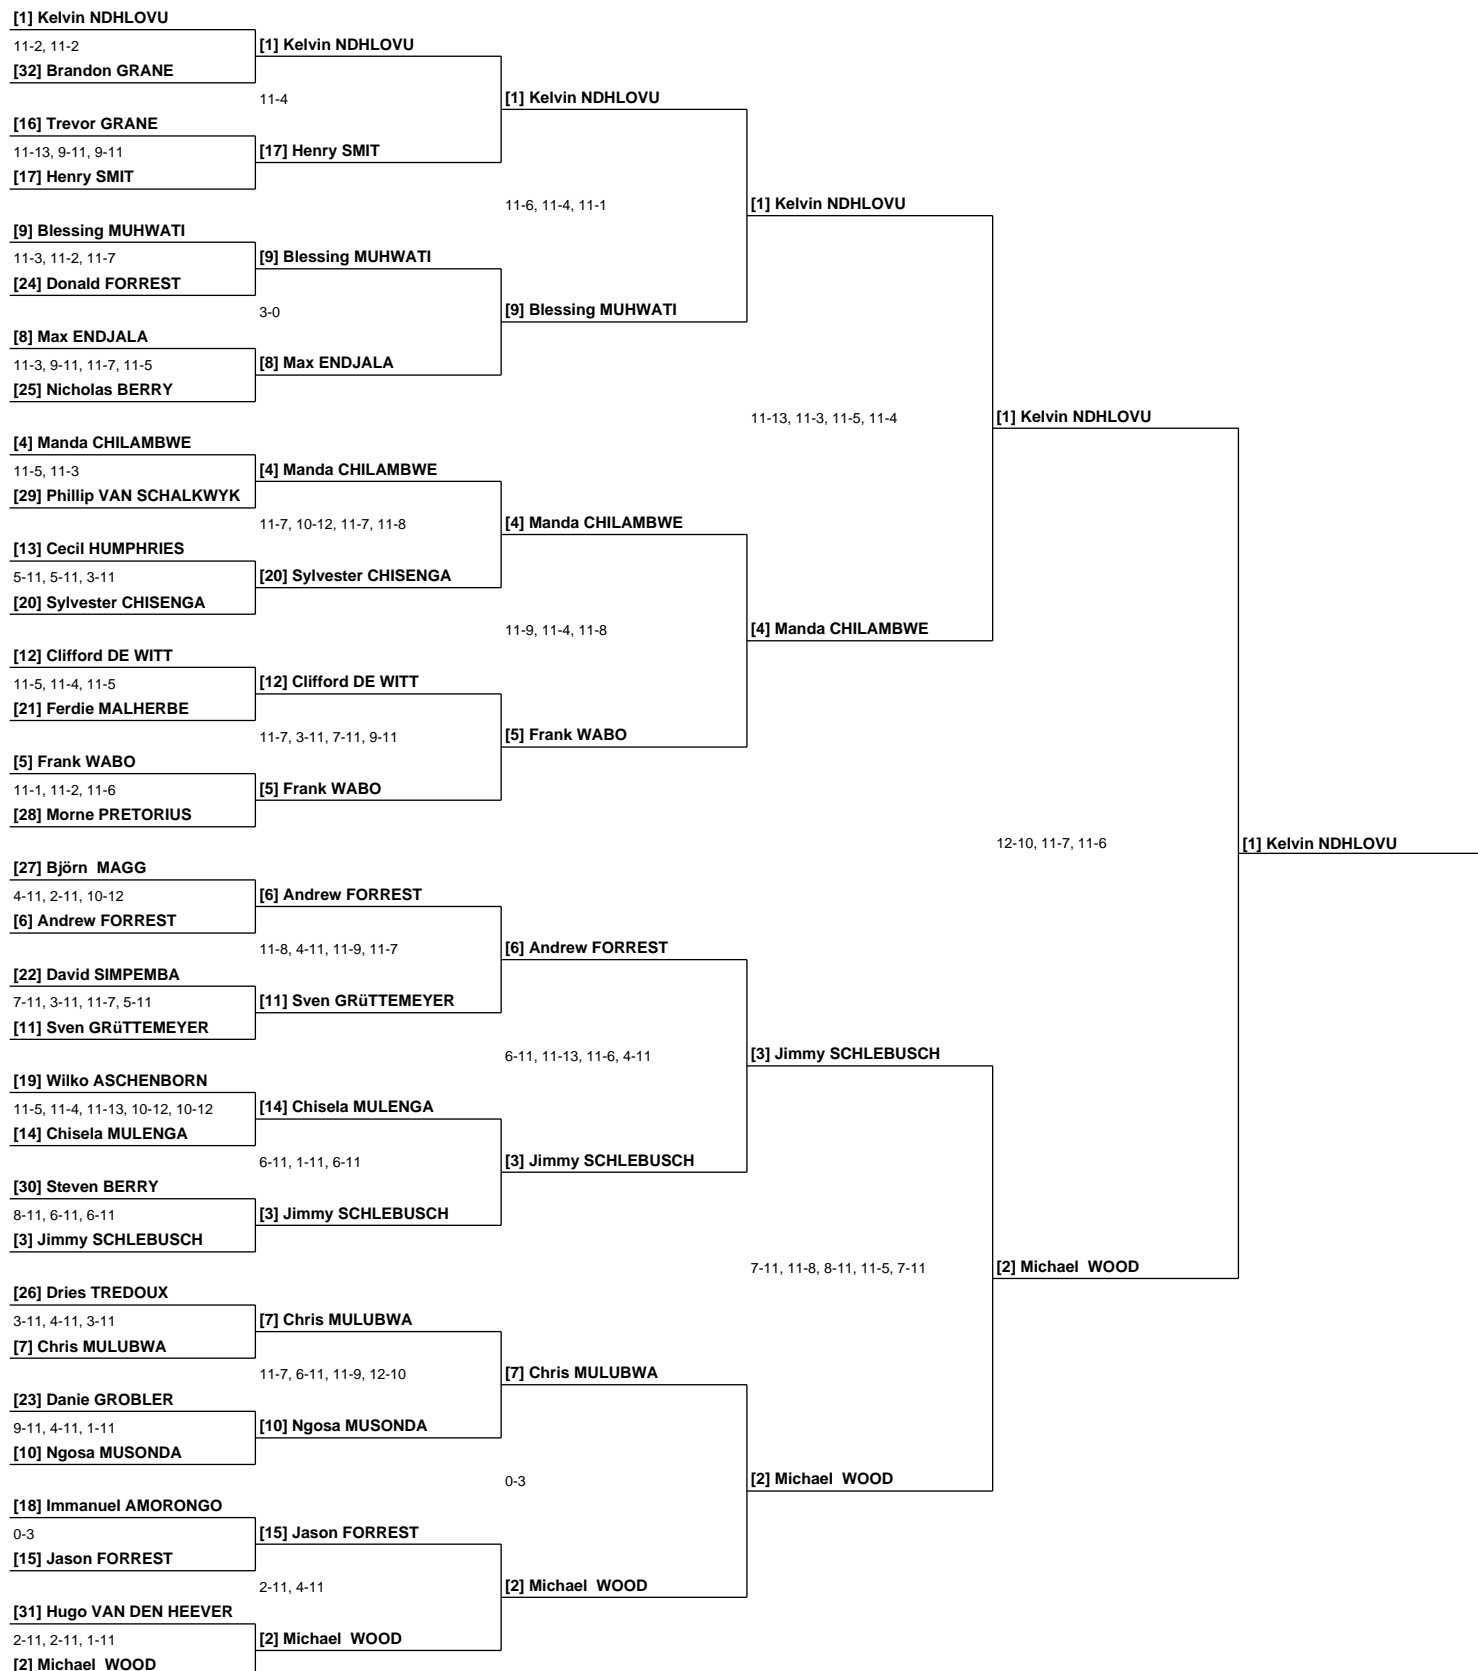 [1] Kelvin NDHLOVU
11-2, 11-2
[1] Kelvin NDHLOVU
[32] Brandon GRANE
11-4
[1] Kelvin NDHLOVU
[16] Trevor GRANE
11-13, 9-11, 9-11
[17] Henry SMIT
[17] Henry SMIT
11-6, 11-4, 11-1
[1] Kelvin NDHLOVU
[9] Blessing MUHWATI
11-3, 11-2, 11-7
[9] Blessing MUHWATI
[24] Donald FORREST
3-0
[9] Blessing MUHWATI
[8] Max ENDJALA
11-3, 9-11, 11-7, 11-5
[8] Max ENDJALA
[25] Nicholas BERRY
11-13, 11-3, 11-5, 11-4
[1] Kelvin NDHLOVU
[4] Manda CHILAMBWE
11-5, 11-3
[4] Manda CHILAMBWE
[29] Phillip VAN SCHALKWYK
11-7, 10-12, 11-7, 11-8
[4] Manda CHILAMBWE
[13] Cecil HUMPHRIES
5-11, 5-11, 3-11
[20] Sylvester CHISENGA
[20] Sylvester CHISENGA
11-9, 11-4, 11-8
[4] Manda CHILAMBWE
[12] Clifford DE WITT
11-5, 11-4, 11-5
[12] Clifford DE WITT
[21] Ferdie MALHERBE
11-7, 3-11, 7-11, 9-11
[5] Frank WABO
[5] Frank WABO
11-1, 11-2, 11-6
[5] Frank WABO
[28] Morne PRETORIUS
12-10, 11-7, 11-6
[1] Kelvin NDHLOVU
[27] Björn  MAGG
4-11, 2-11, 10-12
[6] Andrew FORREST
[6] Andrew FORREST
11-8, 4-11, 11-9, 11-7
[6] Andrew FORREST
[22] David SIMPEMBA
7-11, 3-11, 11-7, 5-11
[11] Sven GRüTTEMEYER
[11] Sven GRüTTEMEYER
6-11, 11-13, 11-6, 4-11
[3] Jimmy SCHLEBUSCH
[19] Wilko ASCHENBORN
11-5, 11-4, 11-13, 10-12, 10-12
[14] Chisela MULENGA
[14] Chisela MULENGA
6-11, 1-11, 6-11
[3] Jimmy SCHLEBUSCH
[30] Steven BERRY
8-11, 6-11, 6-11
[3] Jimmy SCHLEBUSCH
[3] Jimmy SCHLEBUSCH
7-11, 11-8, 8-11, 11-5, 7-11
[2] Michael  WOOD
[26] Dries TREDOUX
3-11, 4-11, 3-11
[7] Chris MULUBWA
[7] Chris MULUBWA
11-7, 6-11, 11-9, 12-10
[7] Chris MULUBWA
[23] Danie GROBLER
9-11, 4-11, 1-11
[10] Ngosa MUSONDA
[10] Ngosa MUSONDA
0-3
[2] Michael  WOOD
[18] Immanuel AMORONGO
0-3
[15] Jason FORREST
[15] Jason FORREST
2-11, 4-11
[2] Michael  WOOD
[31] Hugo VAN DEN HEEVER
2-11, 2-11, 1-11
[2] Michael  WOOD
[2] Michael  WOOD